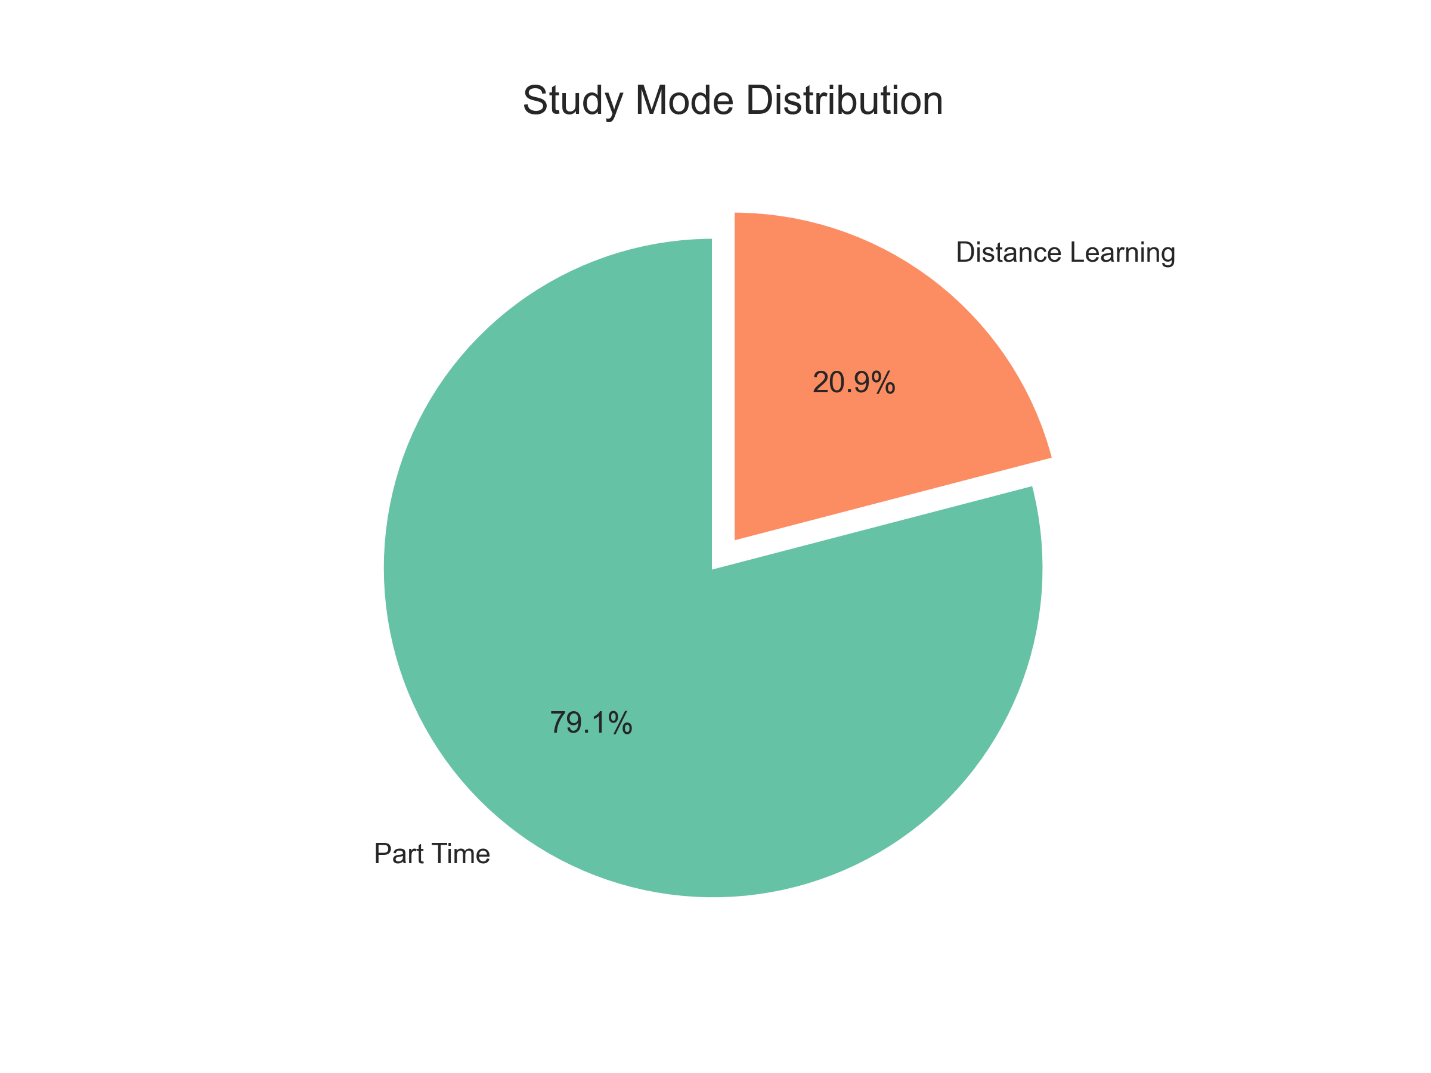 Study Mode Distribution
Distance Learning
20.9%
79.1%
Part Time